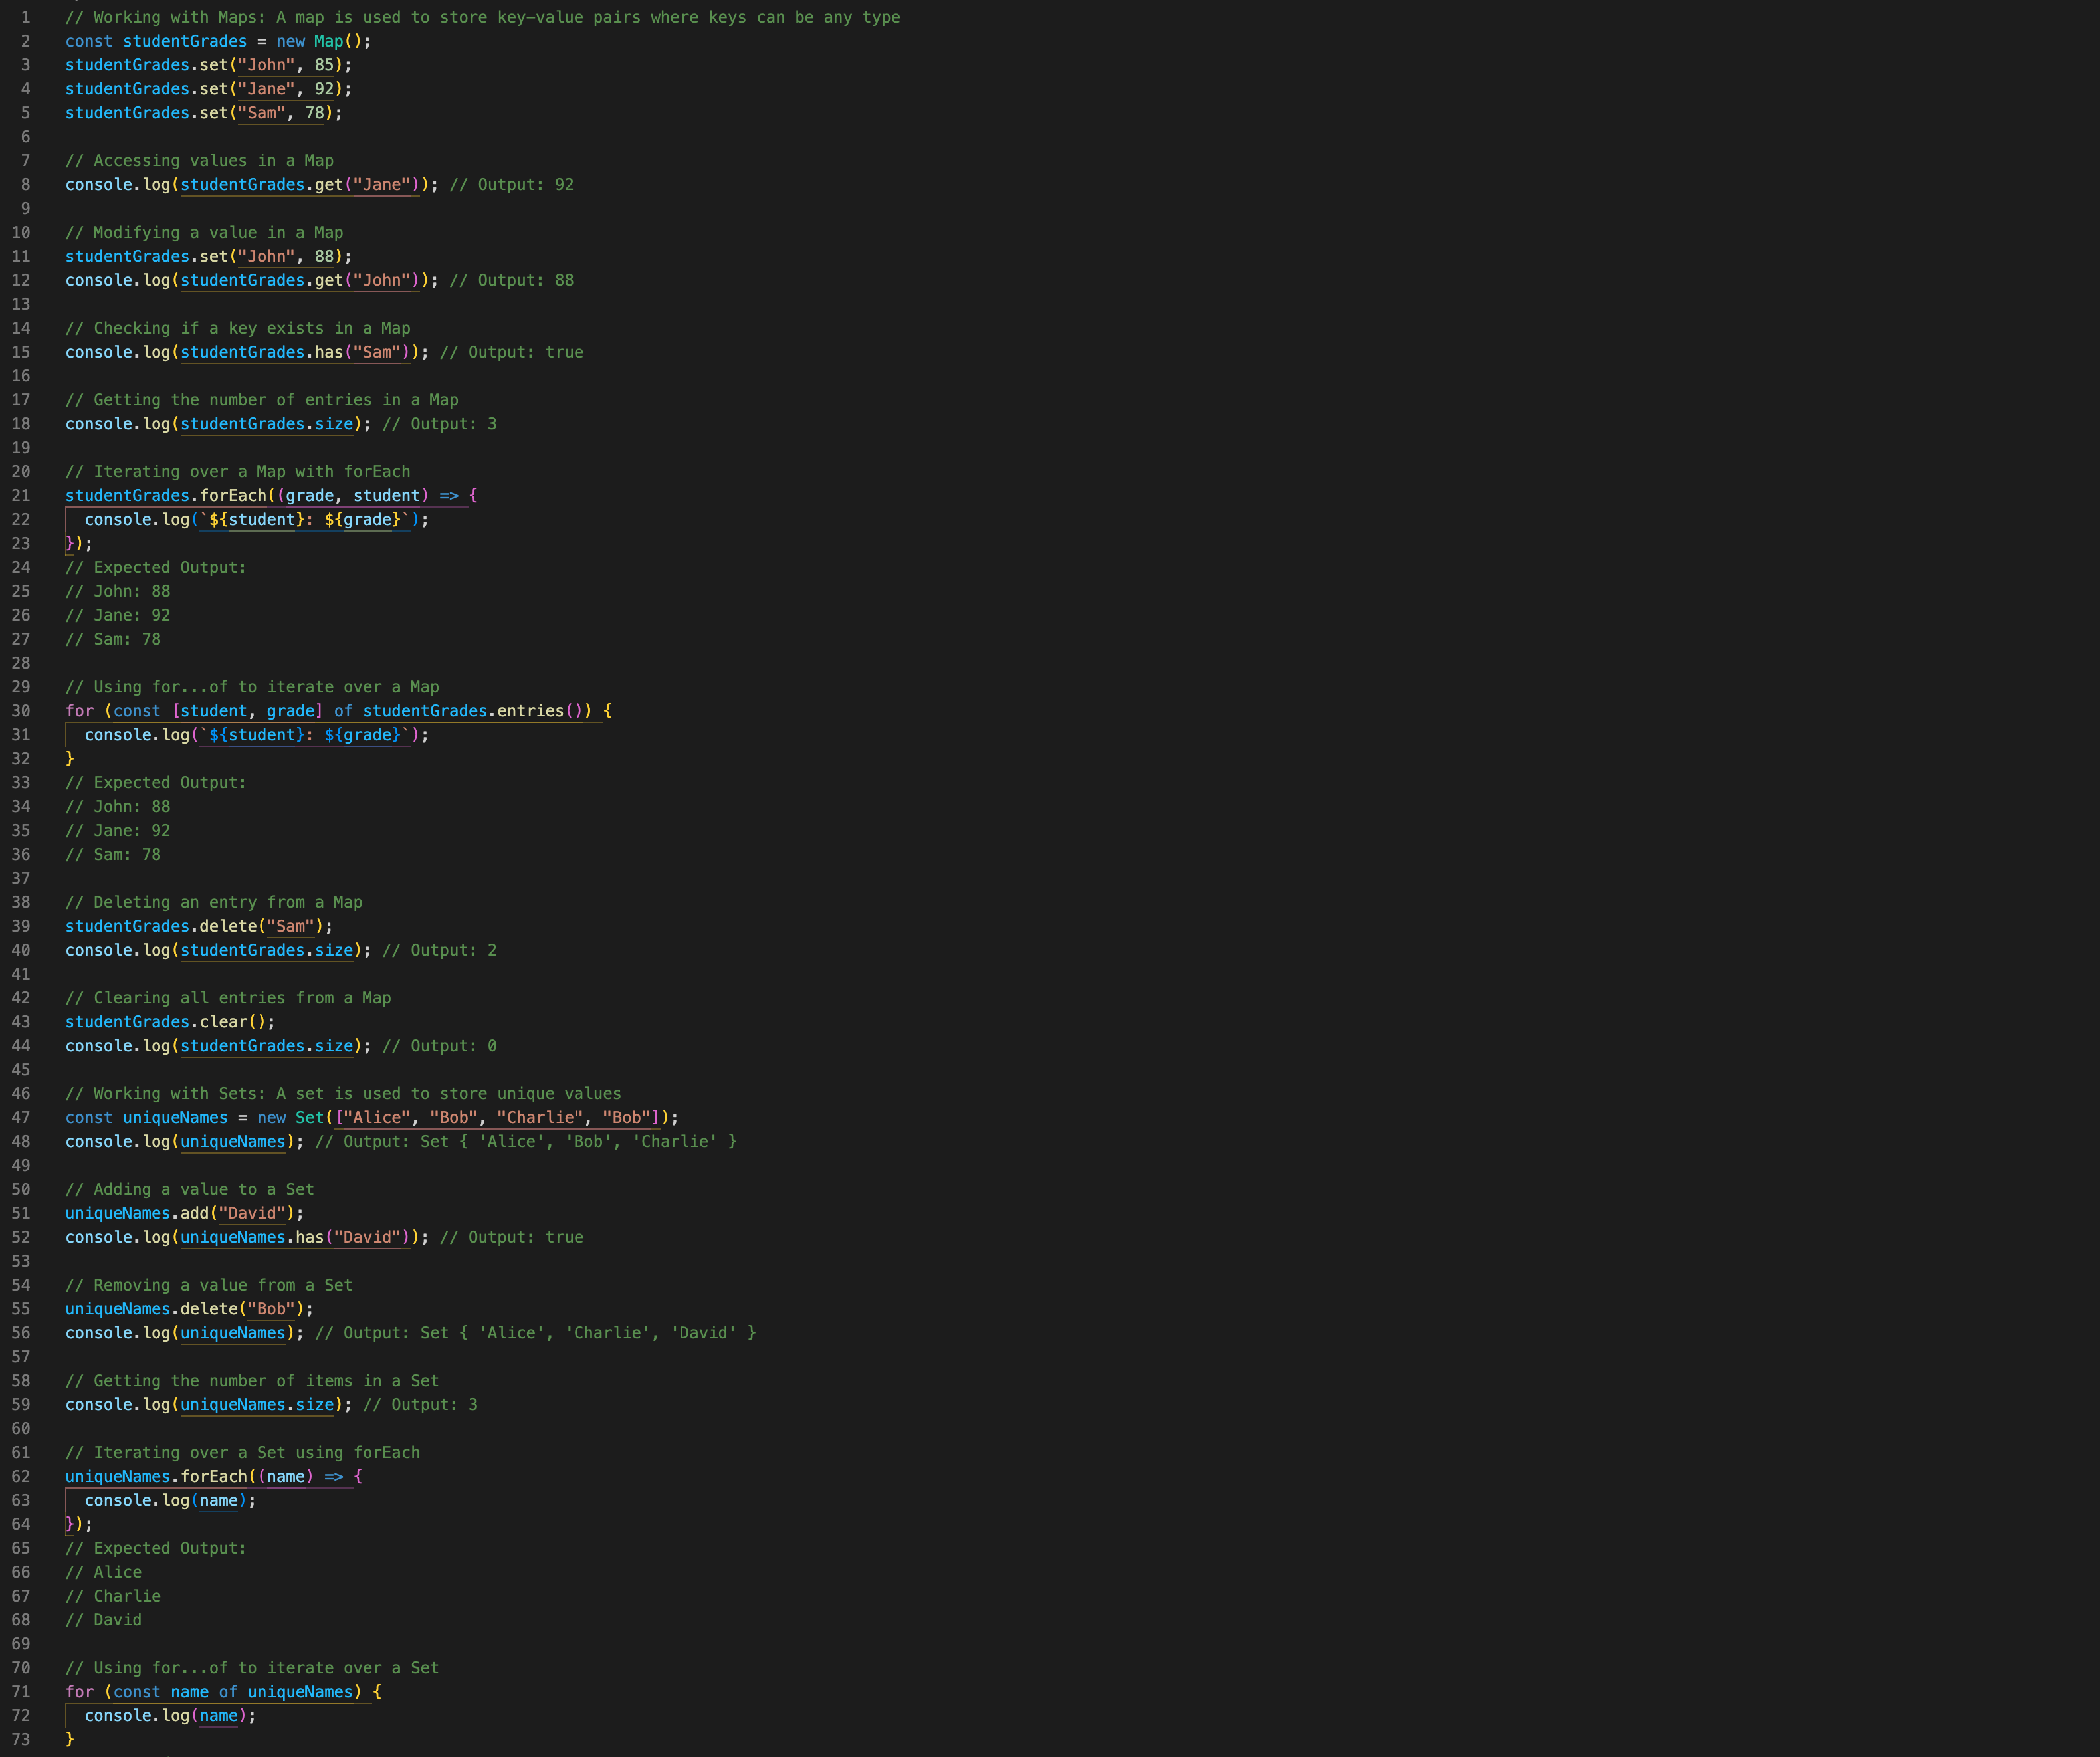 1 // Working with Maps: A map is used to store key-value pairs where keys can be any type
2 const studentGrades = new Map();
3 studentGrades.set("John", 85);
4 studentGrades.set("Jane", 92);
5 studentGrades.set("Sam", 78);
6
7 // Accessing values in a Map
8 console.log(studentGrades.get("Jane")); // Output: 92
9
10 // Modifying a value in a Map
11 studentGrades.set("John", 88);
12 console.log(studentGrades.get("John")); // Output: 88
13
14 // Checking if a key exists in a Map
15 console.log(studentGrades.has("Sam")); // Output: true
16
17 // Getting the number of entries in a Map
18 console.log(studentGrades.size); // Output: 3
19
20 // Iterating over a Map with forEach
21 studentGrades.forEach((grade, student) => {
22   console.log(`${student}: ${grade}`);
23 });
24 // Expected Output:
25 // John: 88
26 // Jane: 92
27 // Sam: 78
28
29 // Using for...of to iterate over a Map
30 for (const [student, grade] of studentGrades.entries()) {
31   console.log(`${student}: ${grade}`);
32 }
33 // Expected Output:
34 // John: 88
35 // Jane: 92
36 // Sam: 78
37
38 // Deleting an entry from a Map
39 studentGrades.delete("Sam");
40 console.log(studentGrades.size); // Output: 2
41
42 // Clearing all entries from a Map
43 studentGrades.clear();
44 console.log(studentGrades.size); // Output: 0
45
46 // Working with Sets: A set is used to store unique values
47 const uniqueNames = new Set(["Alice", "Bob", "Charlie", "Bob"]);
48 console.log(uniqueNames); // Output: Set { 'Alice', 'Bob', 'Charlie' }
49
50 // Adding a value to a Set
51 uniqueNames.add("David");
52 console.log(uniqueNames.has("David")); // Output: true
53
54 // Removing a value from a Set
55 uniqueNames.delete("Bob");
56 console.log(uniqueNames); // Output: Set { 'Alice', 'Charlie', 'David' }
57
58 // Getting the number of items in a Set
59 console.log(uniqueNames.size); // Output: 3
60
61 // Iterating over a Set using forEach
62 uniqueNames.forEach((name) => {
63   console.log(name);
64 });
65 // Expected Output:
66 // Alice
67 // Charlie
68 // David
69
70 // Using for...of to iterate over a Set
71 for (const name of uniqueNames) {
72   console.log(name);
73 }